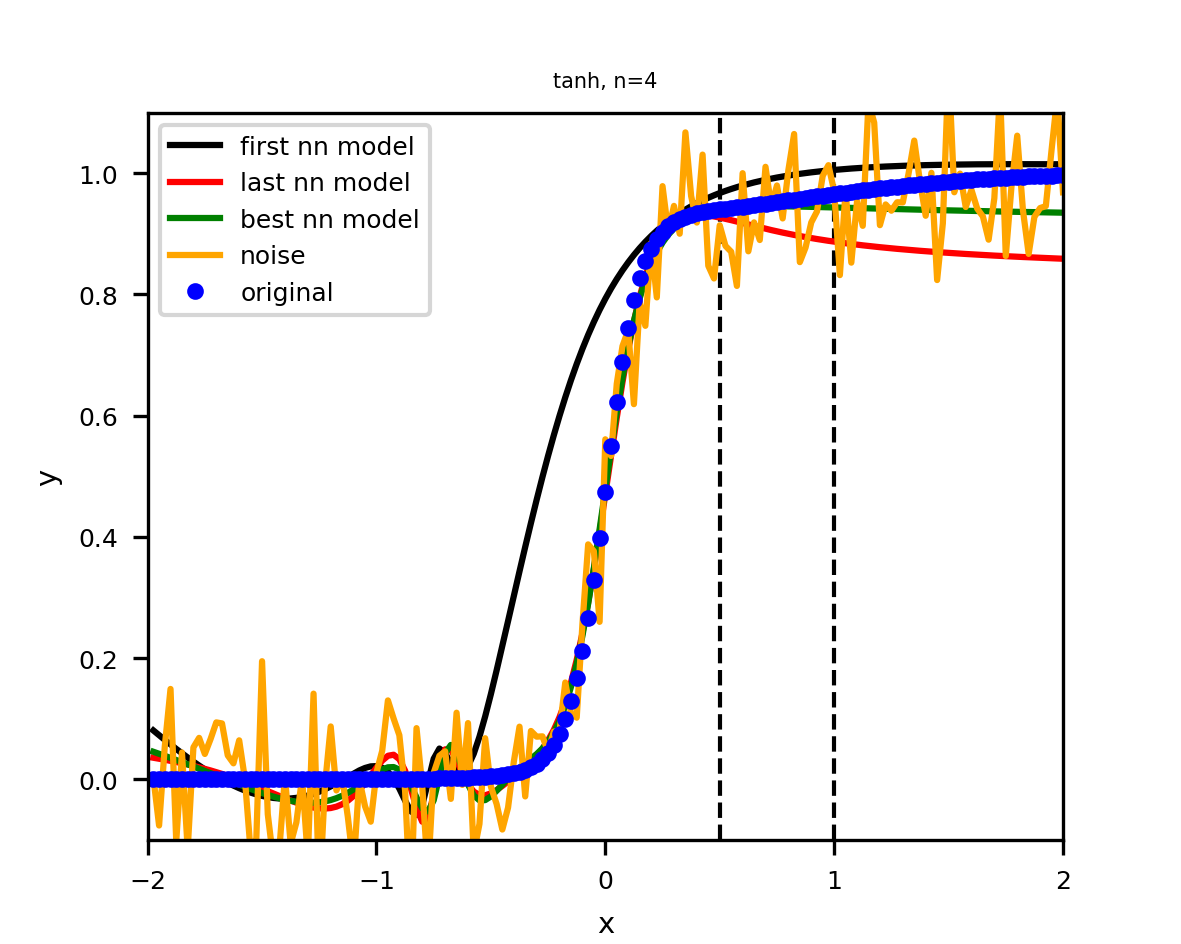 tanh, n=4
first nn model
last nn model
best nn model
noise
original
1.0
0.8
0.6
0.4
0.2
0.0
y
−2 −1 0 1 2
x